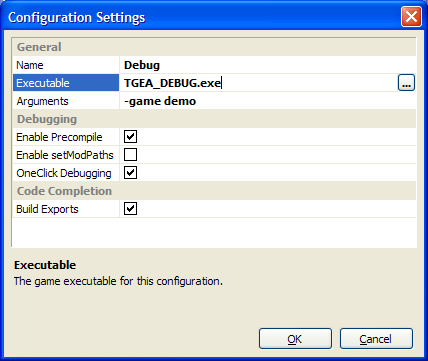 Configuration Settings
General
Name Debug
Executable TGEA_DEBUG.exe ...
Arguments -game demo
Debugging
Enable Precompile
Enable setModPaths
OneClick Debugging
Code Completion
Build Exports
Executable
The game executable for this configuration.
OK Cancel